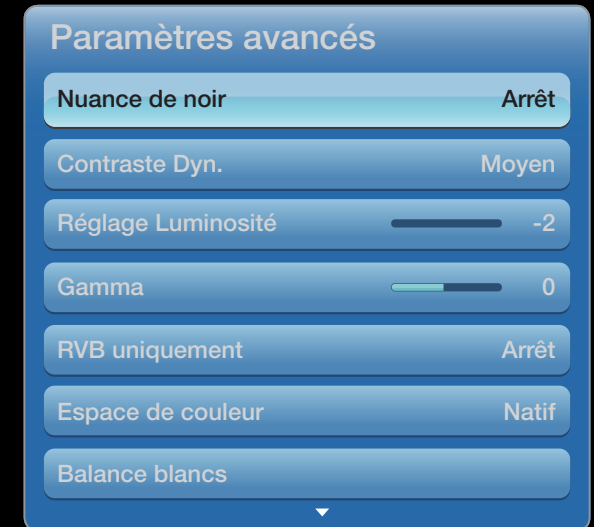 Paramètres avancés
Nuance de noir Arrêt
Contraste Dyn. Moyen
Réglage Luminosité -2
Gamma 0
RVB uniquement Arrêt
Espace de couleur Natif
Balance blancs